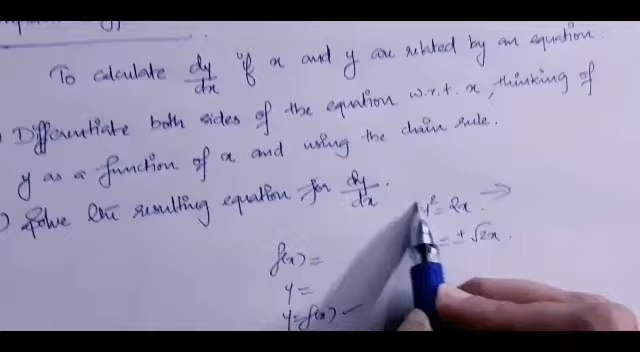 To calculate dy/dx if x and y are related by an equation.
) Differentiate both sides of the equation w.r.t. x, thinking of
y as a function of x and using the chain rule.
) Solve the resulting equation for dy/dx.
y² = 2x. →
= ± √2x.
f(x) =
y =
y = f(x) –